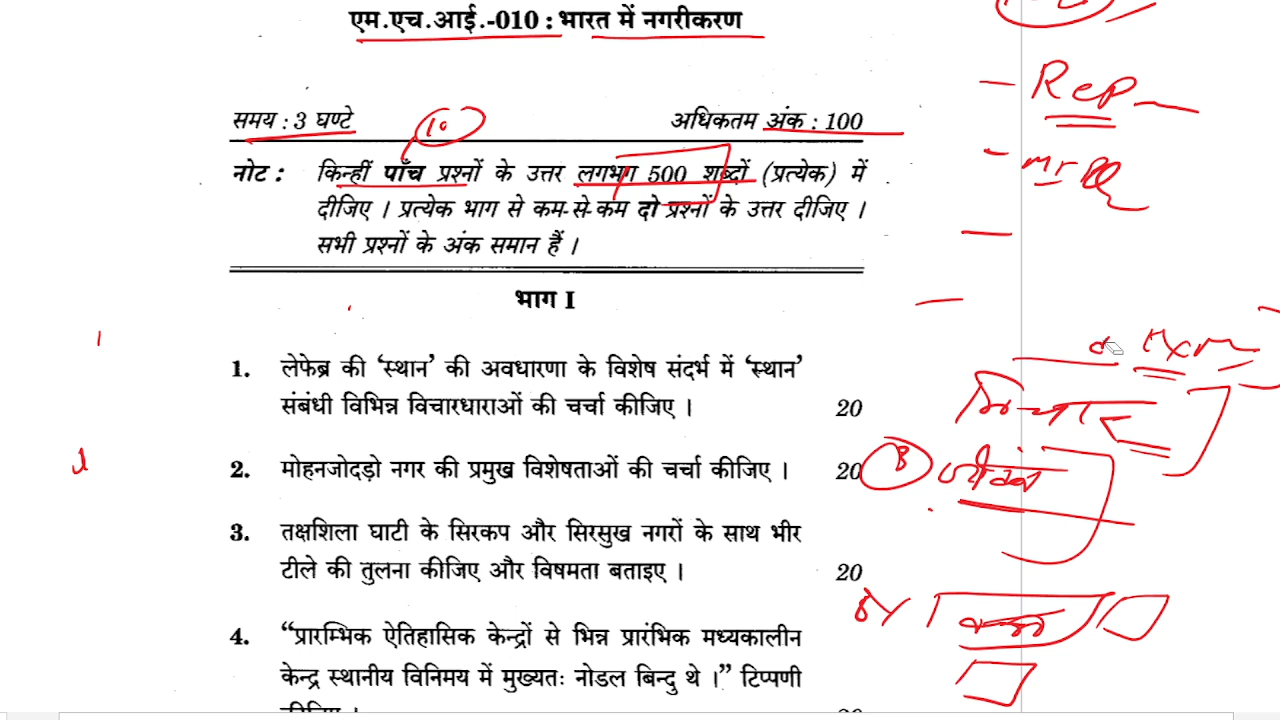 एम.एच.आई.-010 : भारत में नगरीकरण
समय : 3 घण्टे
10
अधिकतम अंक : 100
नोट : किन्हीं पाँच प्रश्नों के उत्तर लगभग 500 शब्दों (प्रत्येक) में
दीजिए । प्रत्येक भाग से कम-से-कम दो प्रश्नों के उत्तर दीजिए ।
सभी प्रश्नों के अंक समान हैं ।
भाग I
1. लेफेब्र की ‘स्थान’ की अवधारणा के विशेष संदर्भ में ‘स्थान’
संबंधी विभिन्न विचारधाराओं की चर्चा कीजिए । 20
2. मोहनजोदड़ो नगर की प्रमुख विशेषताओं की चर्चा कीजिए । 20
3. तक्षशिला घाटी के सिरकप और सिरसुख नगरों के साथ भीर
टीले की तुलना कीजिए और विषमता बताइए । 20
4. “प्रारम्भिक ऐतिहासिक केन्द्रों से भिन्न प्रारंभिक मध्यकालीन
केन्द्र स्थानीय विनिमय में मुख्यतः नोडल बिन्दु थे ।” टिप्पणी
कीजिए । 20
Rep